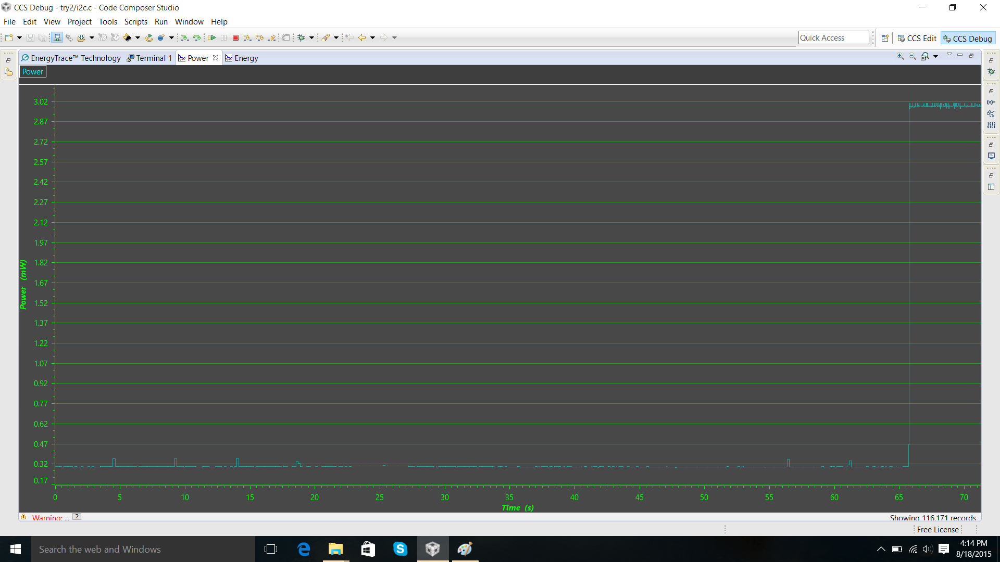 CCS Debug - try2/i2c.c - Code Composer Studio
File Edit View Project Tools Scripts Run Window Help
Quick Access
CCS Edit
CCS Debug
EnergyTrace™ Technology
Terminal 1
Power
Energy
Power
3.02
2.87
2.72
2.57
2.42
2.27
2.12
1.97
1.82
1.67
1.52
1.37
1.22
1.07
0.92
0.77
0.62
0.47
0.32
0.17
Power (mW)
0 5 10 15 20 25 30 35 40 45 50 55 60 65 70
Time (s)
Warning: ...
?
Showing 116,171 records
(x)=
1010
0101
Free License
Search the web and Windows
4:14 PM
8/18/2015